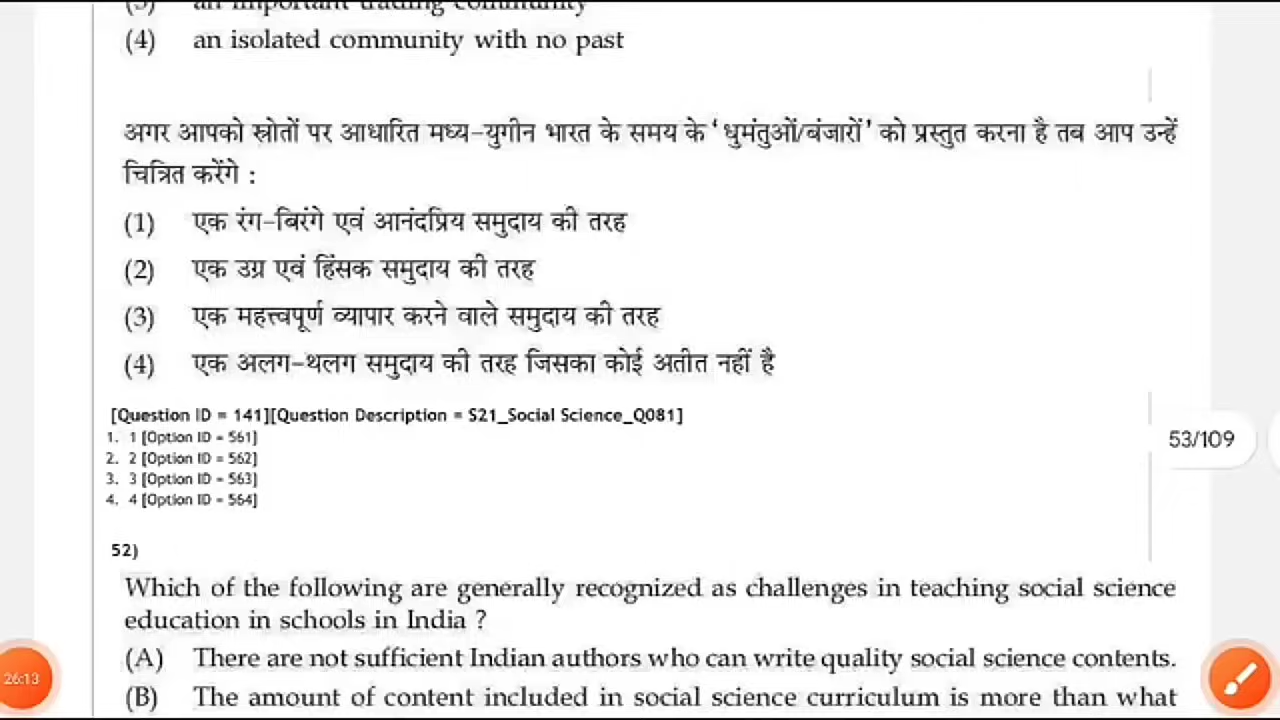 (3) an important trading community
(4) an isolated community with no past
अगर आपको स्रोतों पर आधारित मध्य-युगीन भारत के समय के ‘धुमंतुओं/बंजारों’ को प्रस्तुत करना है तब आप उन्हें
चित्रित करेंगे :
(1) एक रंग-बिरंगे एवं आनंदप्रिय समुदाय की तरह
(2) एक उग्र एवं हिंसक समुदाय की तरह
(3) एक महत्त्वपूर्ण व्यापार करने वाले समुदाय की तरह
(4) एक अलग-थलग समुदाय की तरह जिसका कोई अतीत नहीं है
[Question ID = 141][Question Description = S21_Social Science_Q081]
1. 1 [Option ID = 561]
2. 2 [Option ID = 562]
3. 3 [Option ID = 563]
4. 4 [Option ID = 564]
53/109
52)
Which of the following are generally recognized as challenges in teaching social science
education in schools in India ?
(A) There are not sufficient Indian authors who can write quality social science contents.
26:13
(B) The amount of content included in social science curriculum is more than what